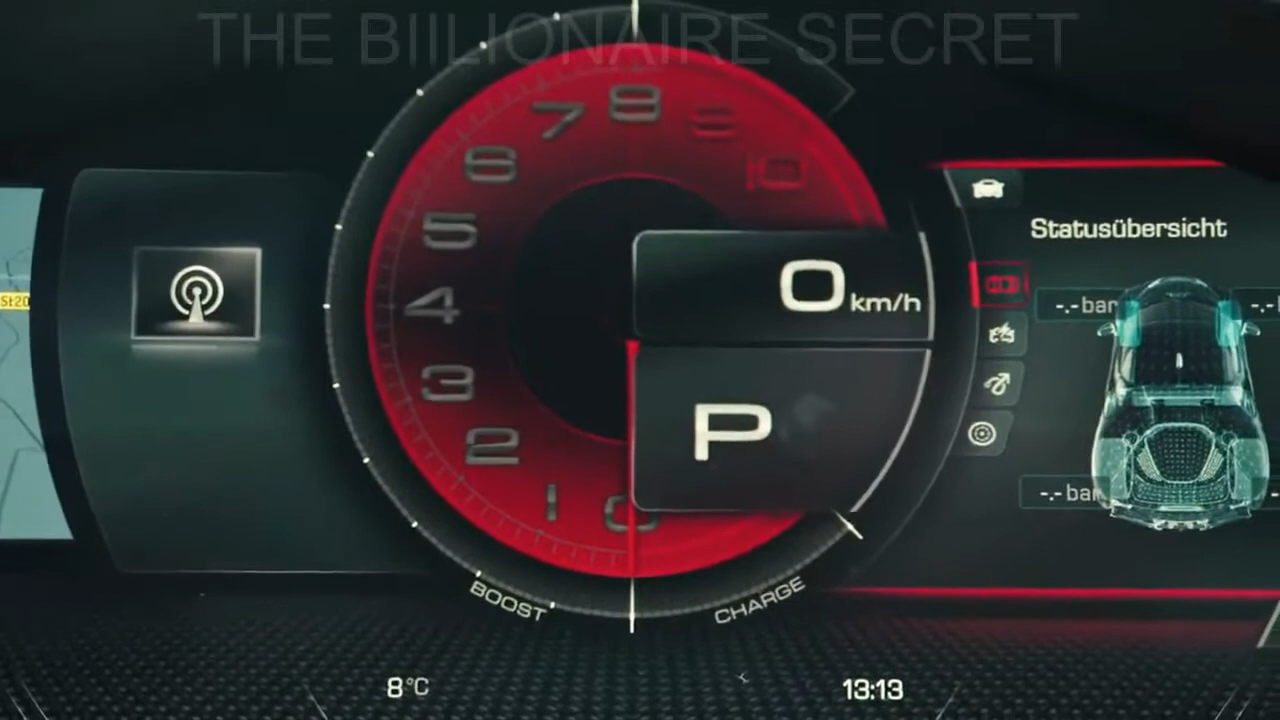 THE BIILIONAIRE SECRET
7 8 9 10
6
5
4
3
2
1
0
0 km/h
P
St20
Statusübersicht
-.- bar
-.-
-.- bar
BOOST
CHARGE
8°C
13:13